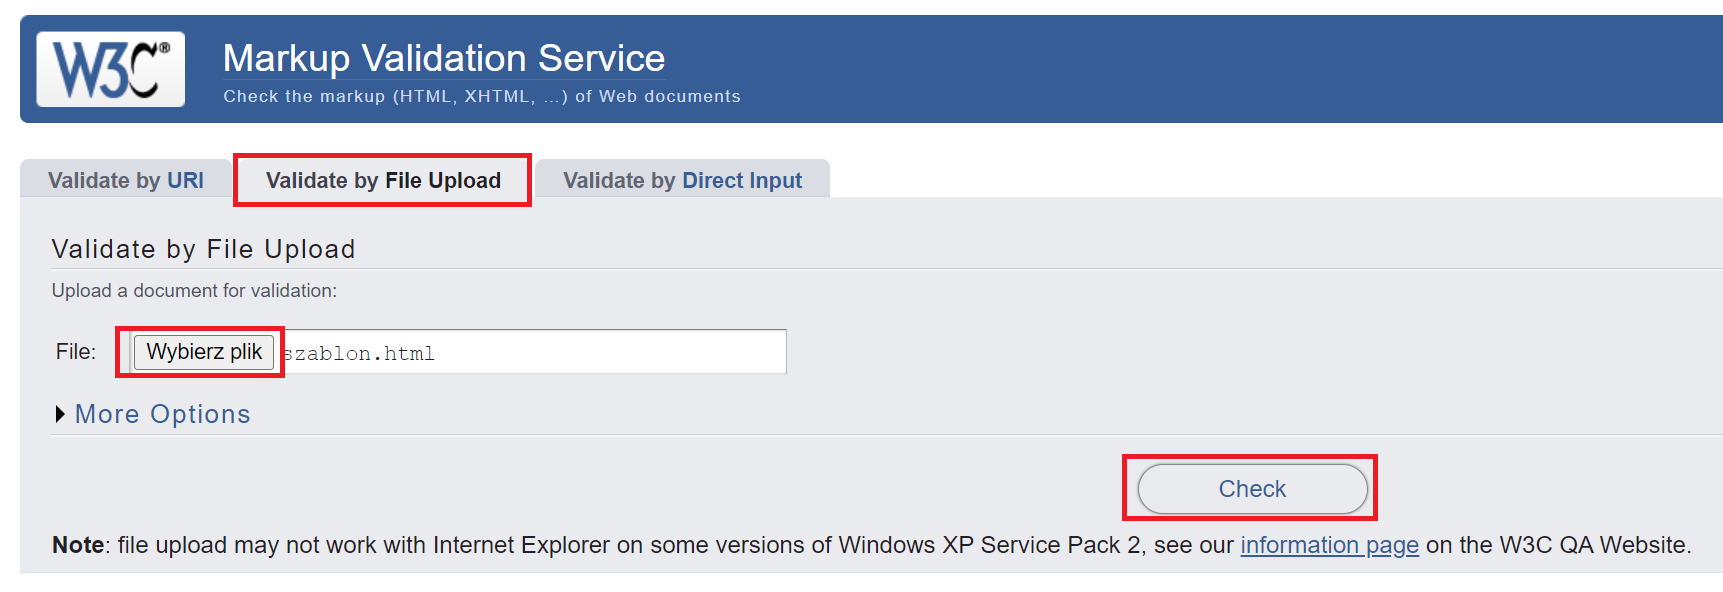 W3C®
Markup Validation Service
Check the markup (HTML, XHTML, …) of Web documents
Validate by URI
Validate by File Upload
Validate by Direct Input
Validate by File Upload
Upload a document for validation:
File: Wybierz plik szablon.html
More Options
Check
Note: file upload may not work with Internet Explorer on some versions of Windows XP Service Pack 2, see our information page on the W3C QA Website.